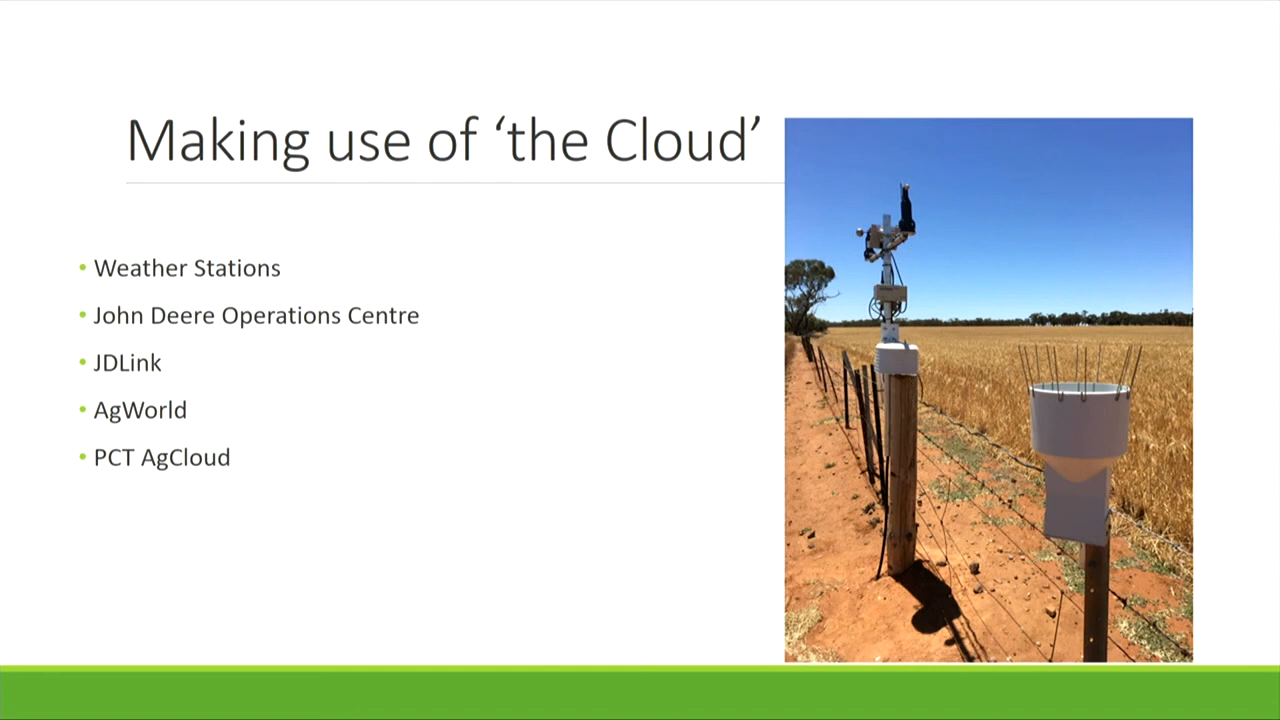 Making use of ‘the Cloud’
• Weather Stations
• John Deere Operations Centre
• JDLink
• AgWorld
• PCT AgCloud